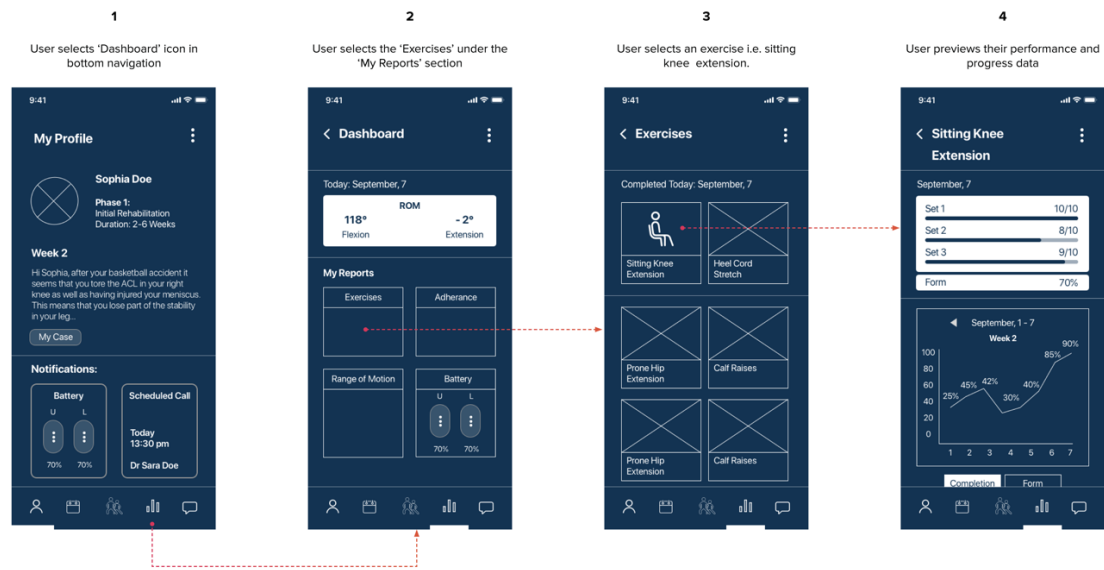 1
User selects ‘Dashboard’ icon in
bottom navigation
9:41
My Profile
Sophia Doe
Phase 1:
Initial Rehabilitation
Duration: 2-6 Weeks
Week 2
Hi Sophia, after your basketball accident it
seems that you tore the ACL in your right
knee as well as having injured your meniscus.
This means that you lose part of the stability
in your leg...
My Case
Notifications:
Battery
U L
70% 70%
Scheduled Call
Today
13:30 pm
Dr Sara Doe
2
User selects the ‘Exercises’ under the
‘My Reports’ section
9:41
Dashboard
Today: September, 7
ROM
118° - 2°
Flexion Extension
My Reports
Exercises Adherance
Range of Motion Battery
U L
70% 70%
3
User selects an exercise i.e. sitting
knee extension.
9:41
Exercises
Completed Today: September, 7
Sitting Knee
Extension
Heel Cord
Stretch
Prone Hip
Extension
Calf Raises
Prone Hip
Extension
Calf Raises
4
User previews their performance and
progress data
9:41
Sitting Knee
Extension
September, 7
Set 1 10/10
Set 2 8/10
Set 3 9/10
Form 70%
September, 1 - 7
Week 2
100
80
60
40
20
0
25%
45%
42%
30%
40%
85%
90%
1 2 3 4 5 6 7
Completion Form